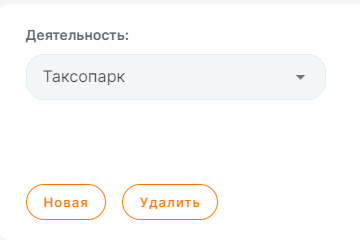 Деятельность:
Таксопарк
Новая
Удалить